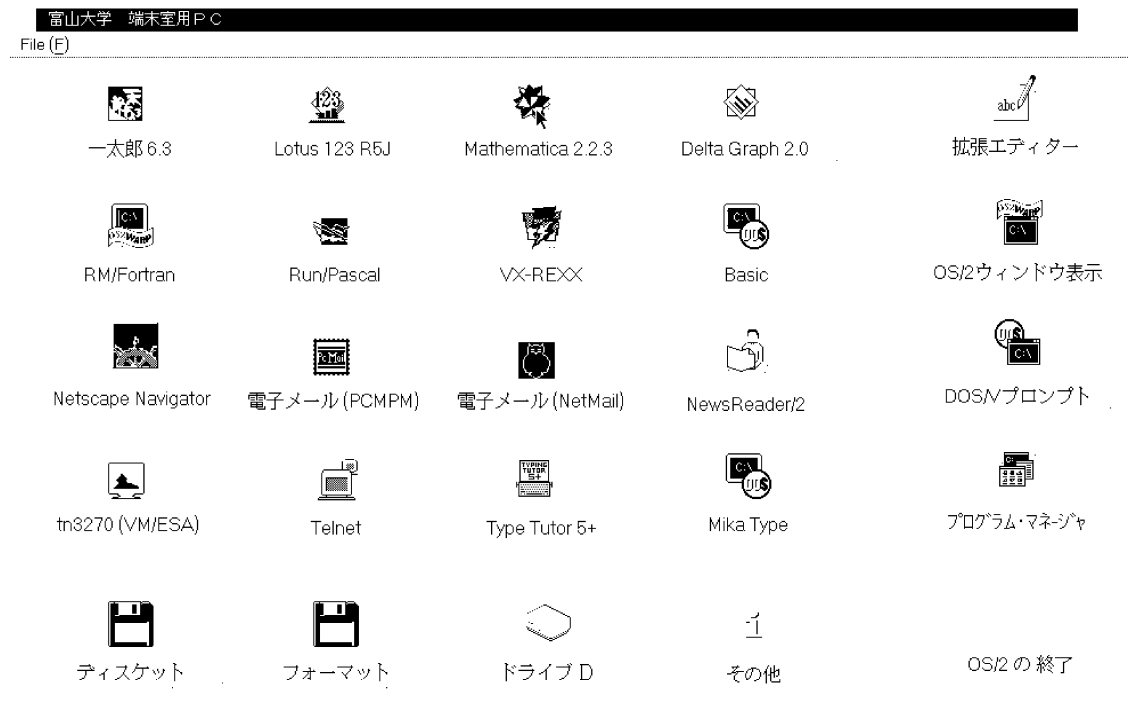 富山大学　端末室用ＰＣ
File (F)
一太郎 6.3
Lotus 123 R5J
Mathematica 2.2.3
Delta Graph 2.0
拡張エディター
RM/Fortran
Run/Pascal
VX-REXX
Basic
OS/2ウィンドウ表示
Netscape Navigator
電子メール (PCMPM)
電子メール (NetMail)
NewsReader/2
DOS/Vプロンプト
tn3270 (VM/ESA)
Telnet
Type Tutor 5+
Mika Type
プログラム・マネージャ
ディスケット
フォーマット
ドライブ D
その他
OS/2 の 終了